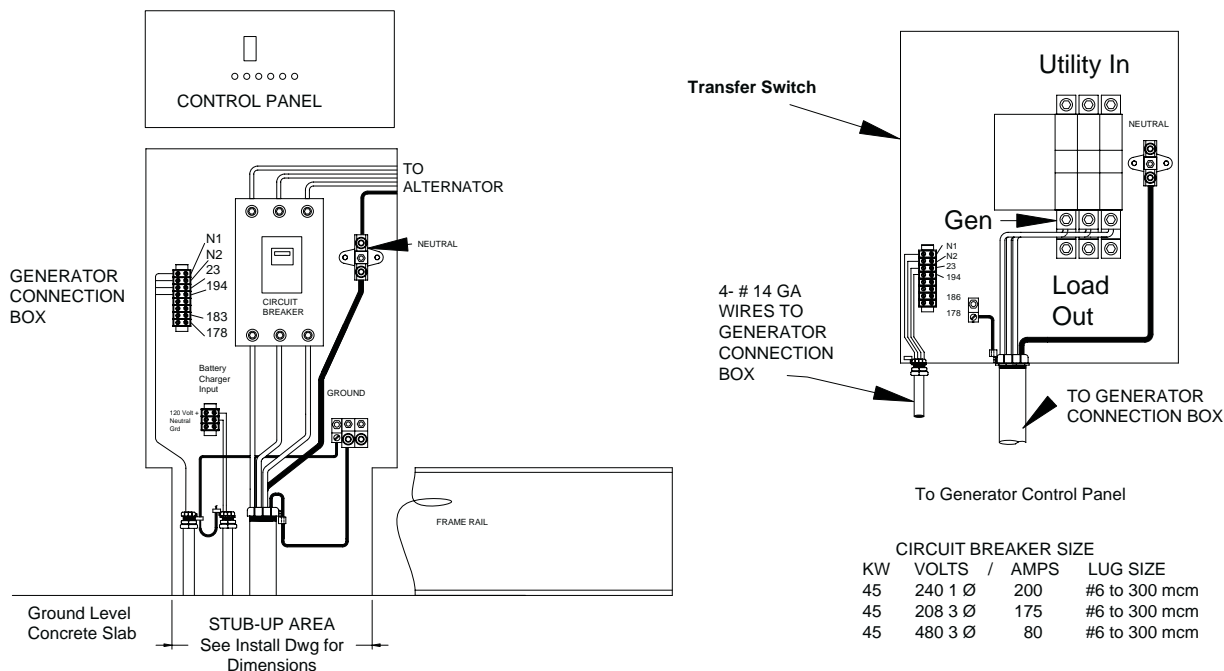 CONTROL PANEL
TO
ALTERNATOR
N1
N2
23
194
183
178
NEUTRAL
GENERATOR
CONNECTION
BOX
CIRCUIT
BREAKER
Battery
Charger
Input
120 Volt +
Neutral
Grd
GROUND
FRAME RAIL
Ground Level
Concrete Slab
STUB-UP AREA
See Install Dwg for
Dimensions
Utility In
Transfer Switch
NEUTRAL
Gen
N1
N2
23
194
186
178
Load
Out
4- # 14 GA
WIRES TO
GENERATOR
CONNECTION
BOX
TO GENERATOR
CONNECTION BOX
To Generator Control Panel
CIRCUIT BREAKER SIZE
KW VOLTS / AMPS LUG SIZE
45 240 1 Ø 200 #6 to 300 mcm
45 208 3 Ø 175 #6 to 300 mcm
45 480 3 Ø 80 #6 to 300 mcm